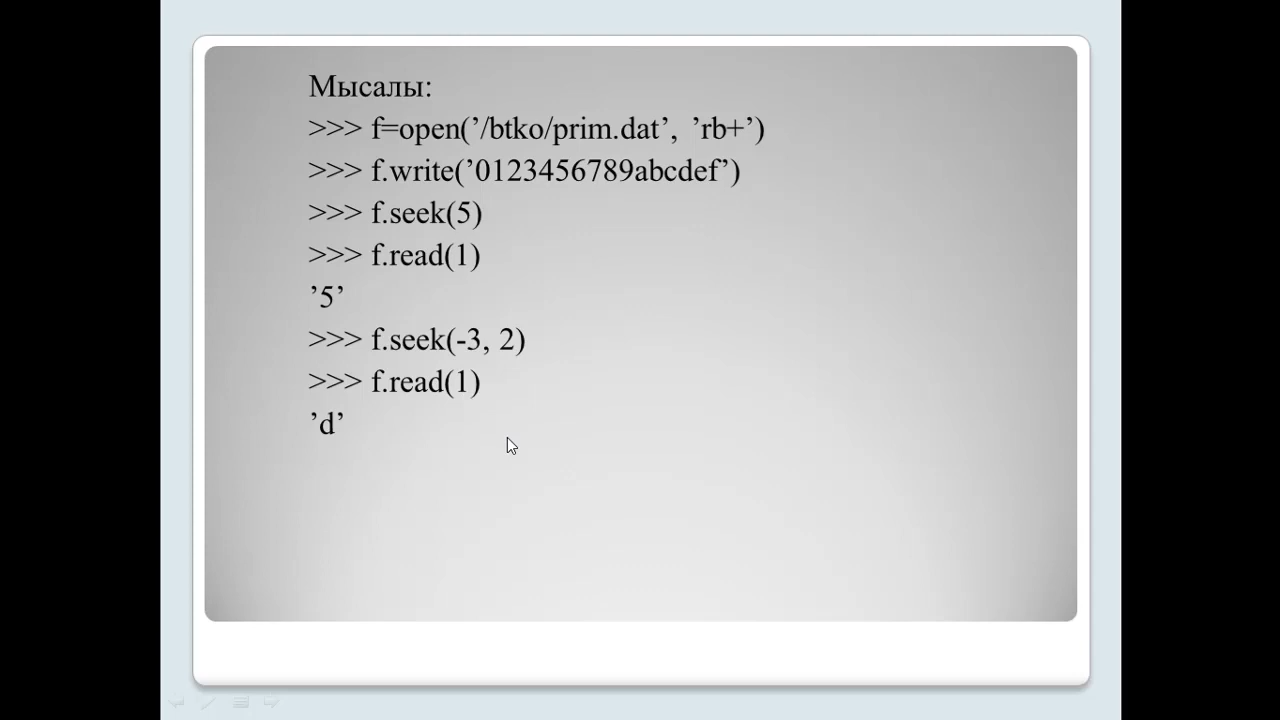 Мысалы:
>>> f=open(’/btko/prim.dat’, ’rb+’)
>>> f.write(’0123456789abcdef’)
>>> f.seek(5)
>>> f.read(1)
’5’
>>> f.seek(-3, 2)
>>> f.read(1)
’d’